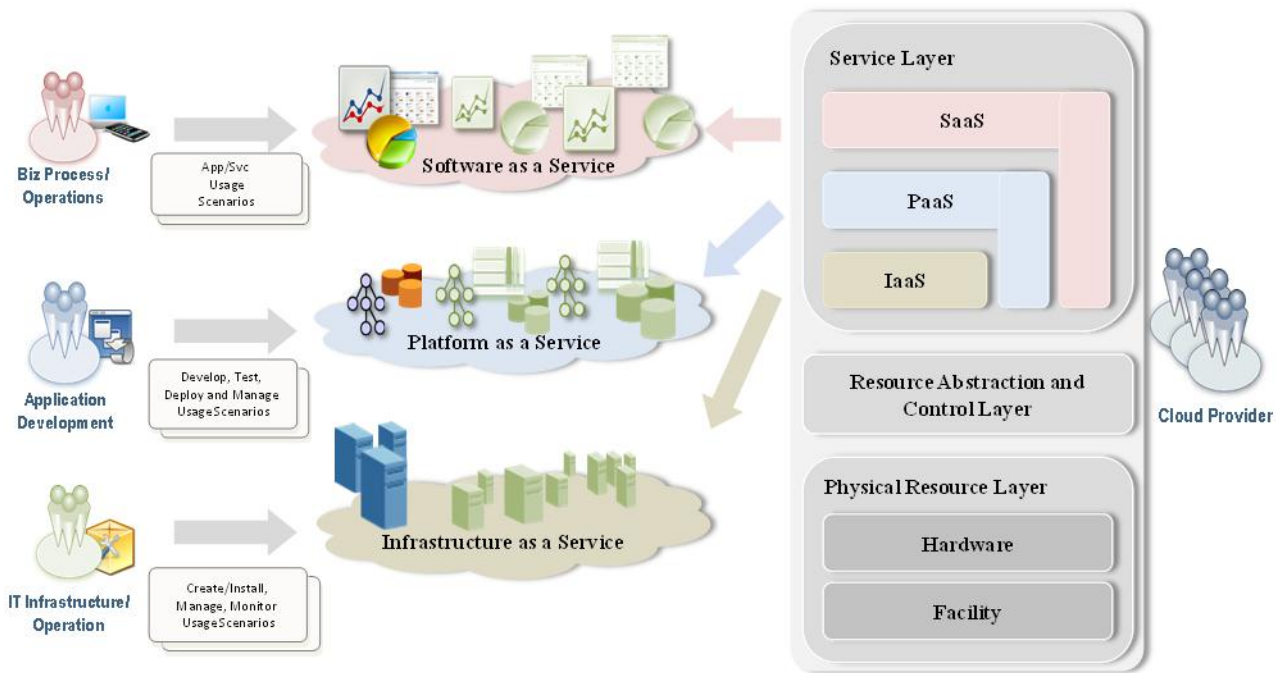 Biz Process/
Operations
App/Svc
Usage
Scenarios
Software as a Service
Application
Development
Develop, Test,
Deploy and Manage
UsageScenarios
Platform as a Service
IT Infrastructure/
Operation
Create/Install,
Manage, Monitor
UsageScenarios
Infrastructure as a Service
Service Layer
SaaS
PaaS
IaaS
Resource Abstraction and
Control Layer
Physical Resource Layer
Hardware
Facility
Cloud Provider